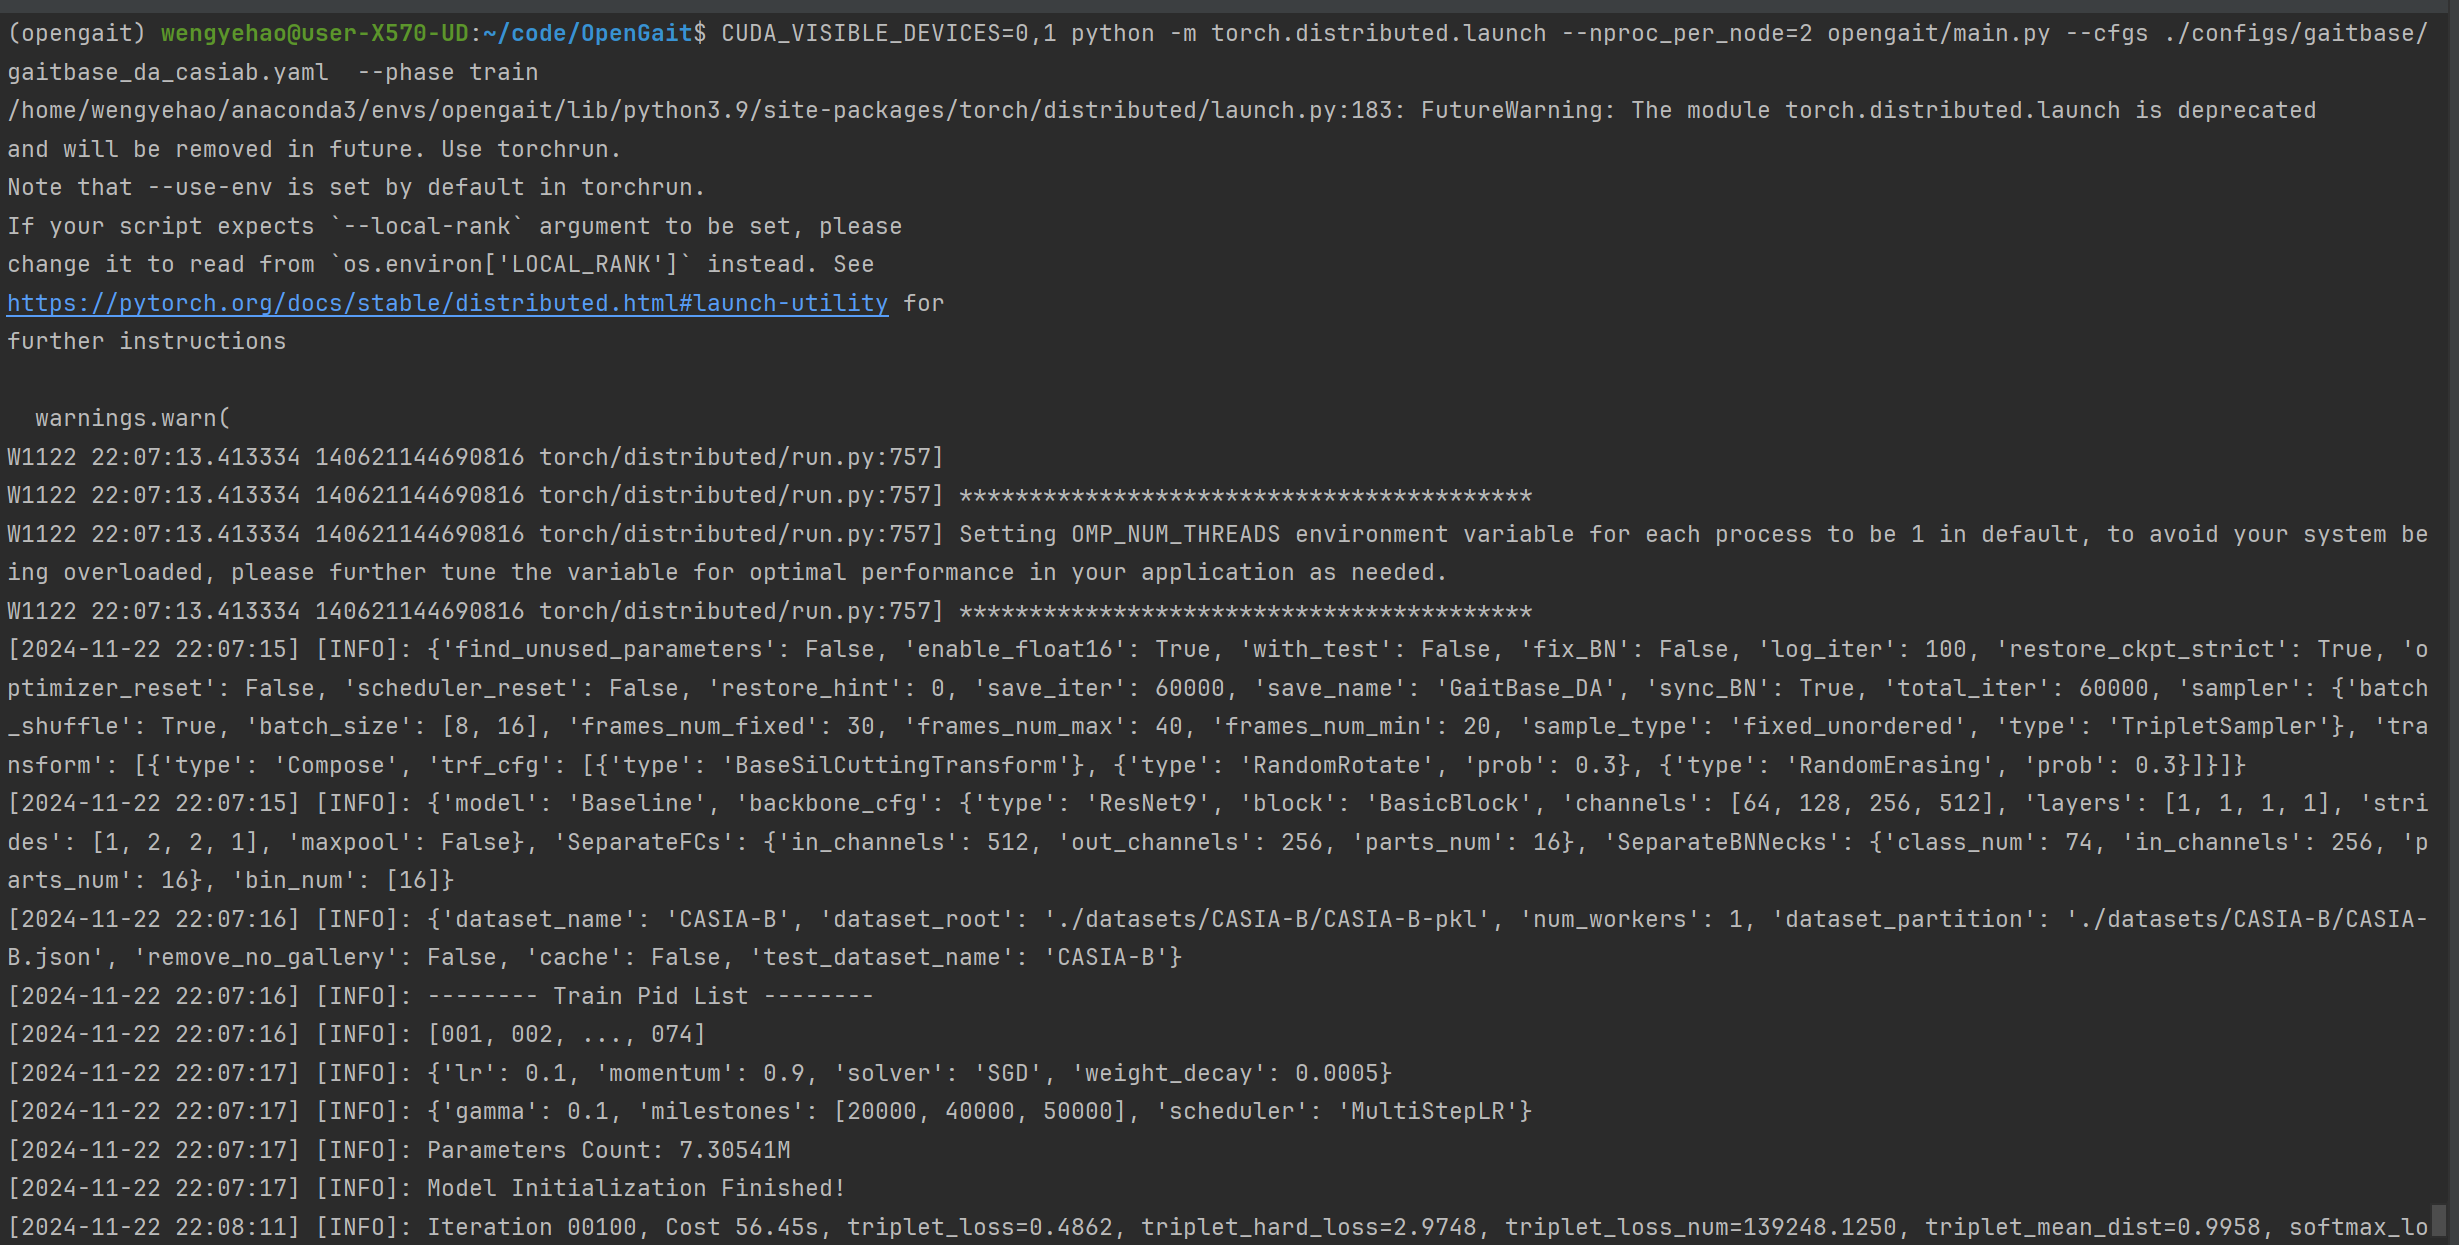 (opengait) wengyehao@user-X570-UD:~/code/OpenGait$ CUDA_VISIBLE_DEVICES=0,1 python -m torch.distributed.launch --nproc_per_node=2 opengait/main.py --cfgs ./configs/gaitbase/
gaitbase_da_casiab.yaml  --phase train
/home/wengyehao/anaconda3/envs/opengait/lib/python3.9/site-packages/torch/distributed/launch.py:183: FutureWarning: The module torch.distributed.launch is deprecated
and will be removed in future. Use torchrun.
Note that --use-env is set by default in torchrun.
If your script expects `--local-rank` argument to be set, please
change it to read from `os.environ['LOCAL_RANK']` instead. See
https://pytorch.org/docs/stable/distributed.html#launch-utility for
further instructions
  warnings.warn(
W1122 22:07:13.413334 140621144690816 torch/distributed/run.py:757]
W1122 22:07:13.413334 140621144690816 torch/distributed/run.py:757] *****************************************
W1122 22:07:13.413334 140621144690816 torch/distributed/run.py:757] Setting OMP_NUM_THREADS environment variable for each process to be 1 in default, to avoid your system be
ing overloaded, please further tune the variable for optimal performance in your application as needed.
W1122 22:07:13.413334 140621144690816 torch/distributed/run.py:757] *****************************************
[2024-11-22 22:07:15] [INFO]: {'find_unused_parameters': False, 'enable_float16': True, 'with_test': False, 'fix_BN': False, 'log_iter': 100, 'restore_ckpt_strict': True, 'o
ptimizer_reset': False, 'scheduler_reset': False, 'restore_hint': 0, 'save_iter': 60000, 'save_name': 'GaitBase_DA', 'sync_BN': True, 'total_iter': 60000, 'sampler': {'batch
_shuffle': True, 'batch_size': [8, 16], 'frames_num_fixed': 30, 'frames_num_max': 40, 'frames_num_min': 20, 'sample_type': 'fixed_unordered', 'type': 'TripletSampler'}, 'tra
nsform': [{'type': 'Compose', 'trf_cfg': [{'type': 'BaseSilCuttingTransform'}, {'type': 'RandomRotate', 'prob': 0.3}, {'type': 'RandomErasing', 'prob': 0.3}]}]}
[2024-11-22 22:07:15] [INFO]: {'model': 'Baseline', 'backbone_cfg': {'type': 'ResNet9', 'block': 'BasicBlock', 'channels': [64, 128, 256, 512], 'layers': [1, 1, 1, 1], 'stri
des': [1, 2, 2, 1], 'maxpool': False}, 'SeparateFCs': {'in_channels': 512, 'out_channels': 256, 'parts_num': 16}, 'SeparateBNNecks': {'class_num': 74, 'in_channels': 256, 'p
arts_num': 16}, 'bin_num': [16]}
[2024-11-22 22:07:16] [INFO]: {'dataset_name': 'CASIA-B', 'dataset_root': './datasets/CASIA-B/CASIA-B-pkl', 'num_workers': 1, 'dataset_partition': './datasets/CASIA-B/CASIA-
B.json', 'remove_no_gallery': False, 'cache': False, 'test_dataset_name': 'CASIA-B'}
[2024-11-22 22:07:16] [INFO]: -------- Train Pid List --------
[2024-11-22 22:07:16] [INFO]: [001, 002, ..., 074]
[2024-11-22 22:07:17] [INFO]: {'lr': 0.1, 'momentum': 0.9, 'solver': 'SGD', 'weight_decay': 0.0005}
[2024-11-22 22:07:17] [INFO]: {'gamma': 0.1, 'milestones': [20000, 40000, 50000], 'scheduler': 'MultiStepLR'}
[2024-11-22 22:07:17] [INFO]: Parameters Count: 7.30541M
[2024-11-22 22:07:17] [INFO]: Model Initialization Finished!
[2024-11-22 22:08:11] [INFO]: Iteration 00100, Cost 56.45s, triplet_loss=0.4862, triplet_hard_loss=2.9748, triplet_loss_num=139248.1250, triplet_mean_dist=0.9958, softmax_lo